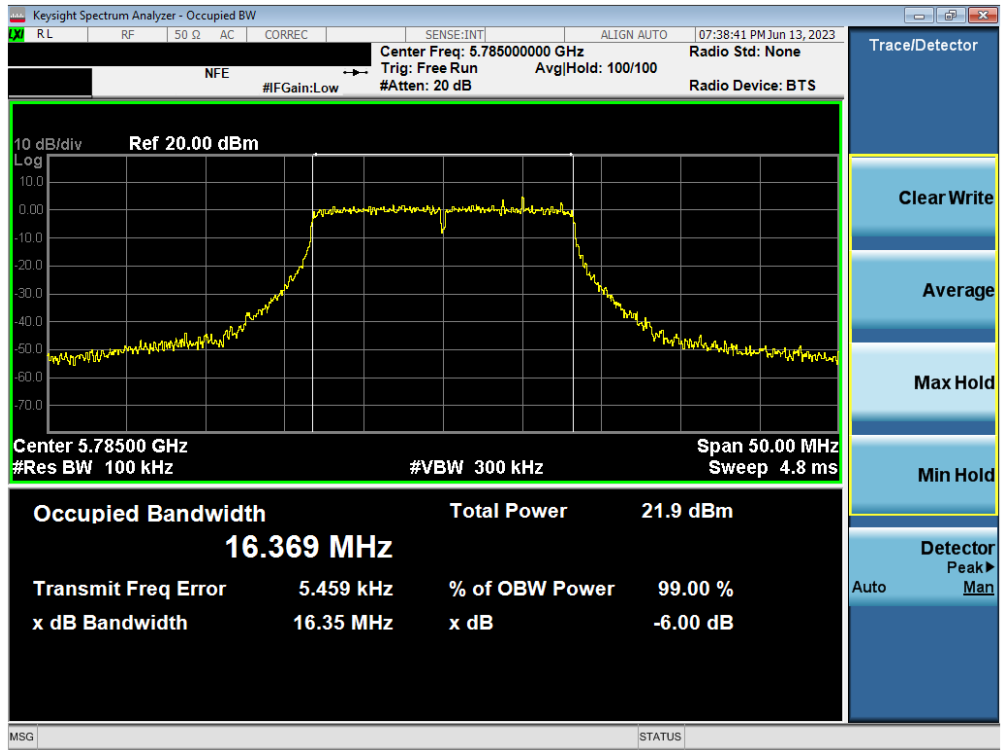 Keysight Spectrum Analyzer - Occupied BW
LXI RL RF 50 Ω AC CORREC SENSE:INT ALIGN AUTO 07:38:41 PM Jun 13, 2023
Center Freq: 5.785000000 GHz Radio Std: None
NFE Trig: Free Run Avg|Hold: 100/100
#IFGain:Low #Atten: 20 dB Radio Device: BTS
10 dB/div Ref 20.00 dBm
Log
10.0
0.00
-10.0
-20.0
-30.0
-40.0
-50.0
-60.0
-70.0
Center 5.78500 GHz Span 50.00 MHz
#Res BW 100 kHz #VBW 300 kHz Sweep 4.8 ms
Occupied Bandwidth Total Power 21.9 dBm
16.369 MHz
Transmit Freq Error 5.459 kHz % of OBW Power 99.00 %
x dB Bandwidth 16.35 MHz x dB -6.00 dB
Trace/Detector
Clear Write
Average
Max Hold
Min Hold
Detector
Peak▶
Auto Man
MSG STATUS